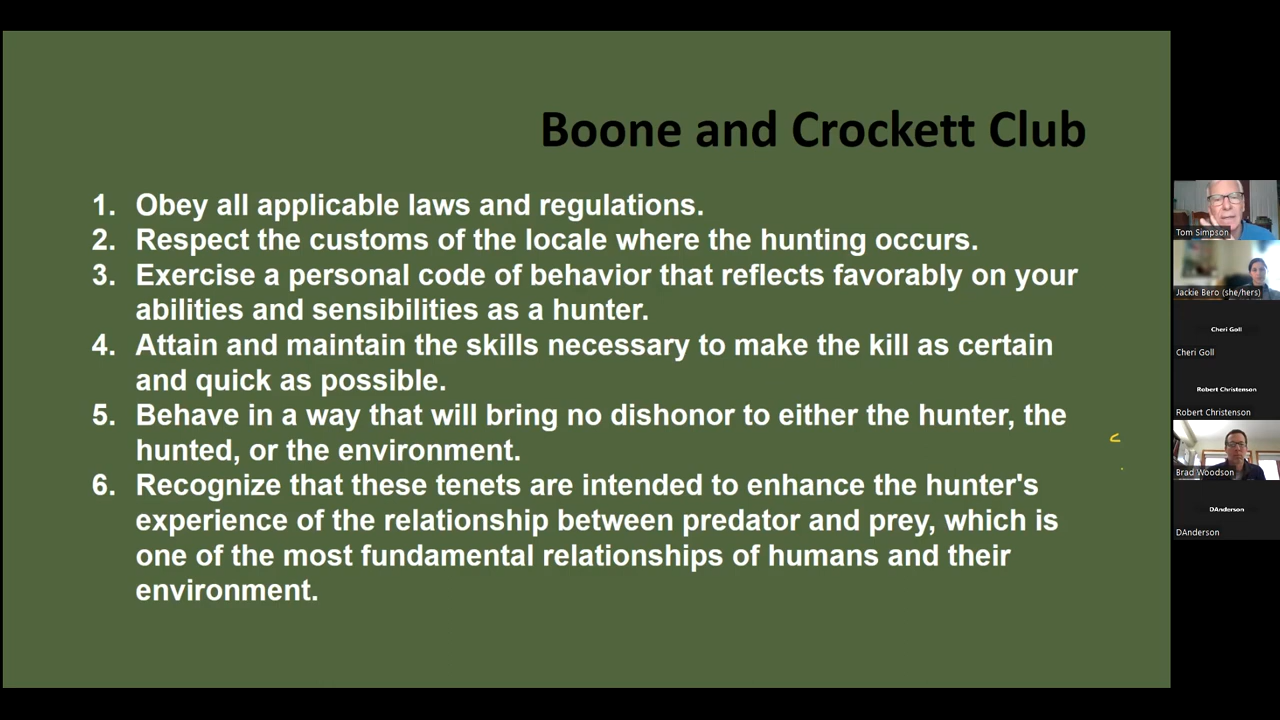 Boone and Crockett Club
1. Obey all applicable laws and regulations.
2. Respect the customs of the locale where the hunting occurs.
3. Exercise a personal code of behavior that reflects favorably on your
abilities and sensibilities as a hunter.
4. Attain and maintain the skills necessary to make the kill as certain
and quick as possible.
5. Behave in a way that will bring no dishonor to either the hunter, the
hunted, or the environment.
6. Recognize that these tenets are intended to enhance the hunter's
experience of the relationship between predator and prey, which is
one of the most fundamental relationships of humans and their
environment.
Tom Simpson
Jackie Bero (she/hers)
Cheri Goll
Cheri Goll
Robert Christenson
Robert Christenson
Brad Woodson
DAnderson
DAnderson